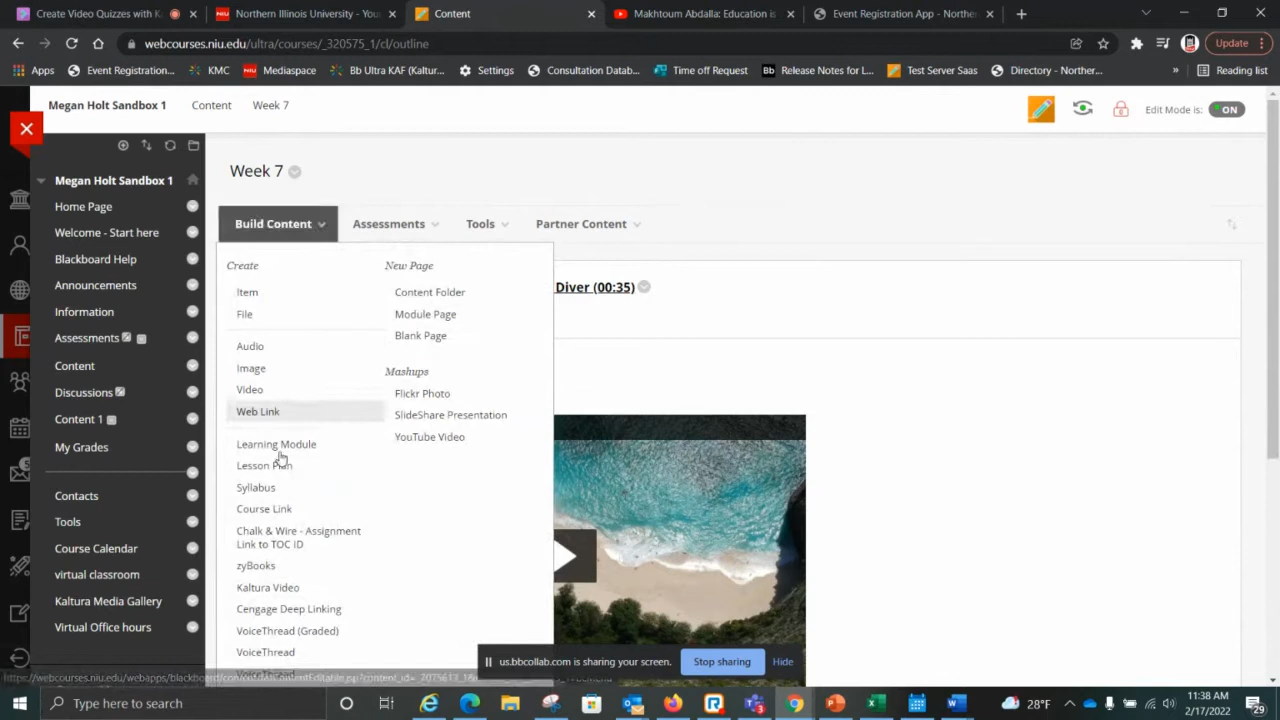 Create Video Quizzes with K
Northern Illinois University - You
Content
Makhtoum Abdalla: Education is
Event Registration App - Northe
webcourses.niu.edu/ultra/courses/_320575_1/cl/outline
Update
Apps
Event Registration...
KMC
NIU
Mediaspace
Bb Ultra KAF (Kaltur...
Settings
Consultation Datab...
Time off Request
Bb
Release Notes for L...
Test Server Saas
Directory - Norther...
»
Reading list
Megan Holt Sandbox 1
Content
Week 7
Edit Mode is:
ON
Megan Holt Sandbox 1
Home Page
Welcome - Start here
Blackboard Help
Announcements
Information
Assessments
Content
Discussions
Content 1
My Grades
Contacts
Tools
Course Calendar
virtual classroom
Kaltura Media Gallery
Virtual Office hours
Week 7
Build Content
Assessments
Tools
Partner Content
Create
Item
File
Audio
Image
Video
Web Link
Learning Module
Lesson Plan
Syllabus
Course Link
Chalk & Wire - Assignment
Link to TOC ID
zyBooks
Kaltura Video
Cengage Deep Linking
VoiceThread (Graded)
VoiceThread
New Page
Content Folder
Module Page
Blank Page
Mashups
Flickr Photo
SlideShare Presentation
YouTube Video
Diver (00:35)
us.bbcollab.com is sharing your screen.
Stop sharing
Hide
Type here to search
28°F
11:38 AM
2/17/2022
29